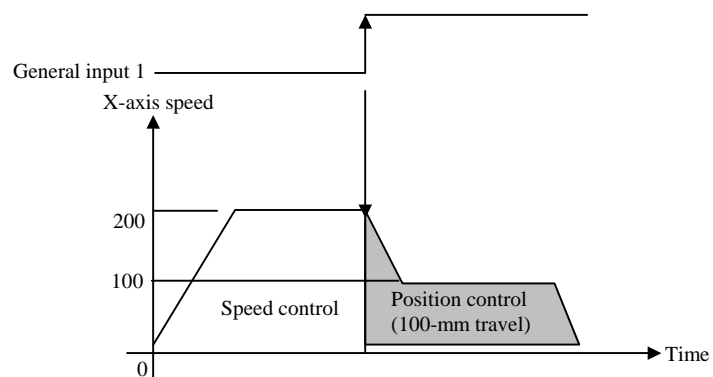 General input 1
X-axis speed
200
100
Speed control
Position control
(100-mm travel)
Time
0